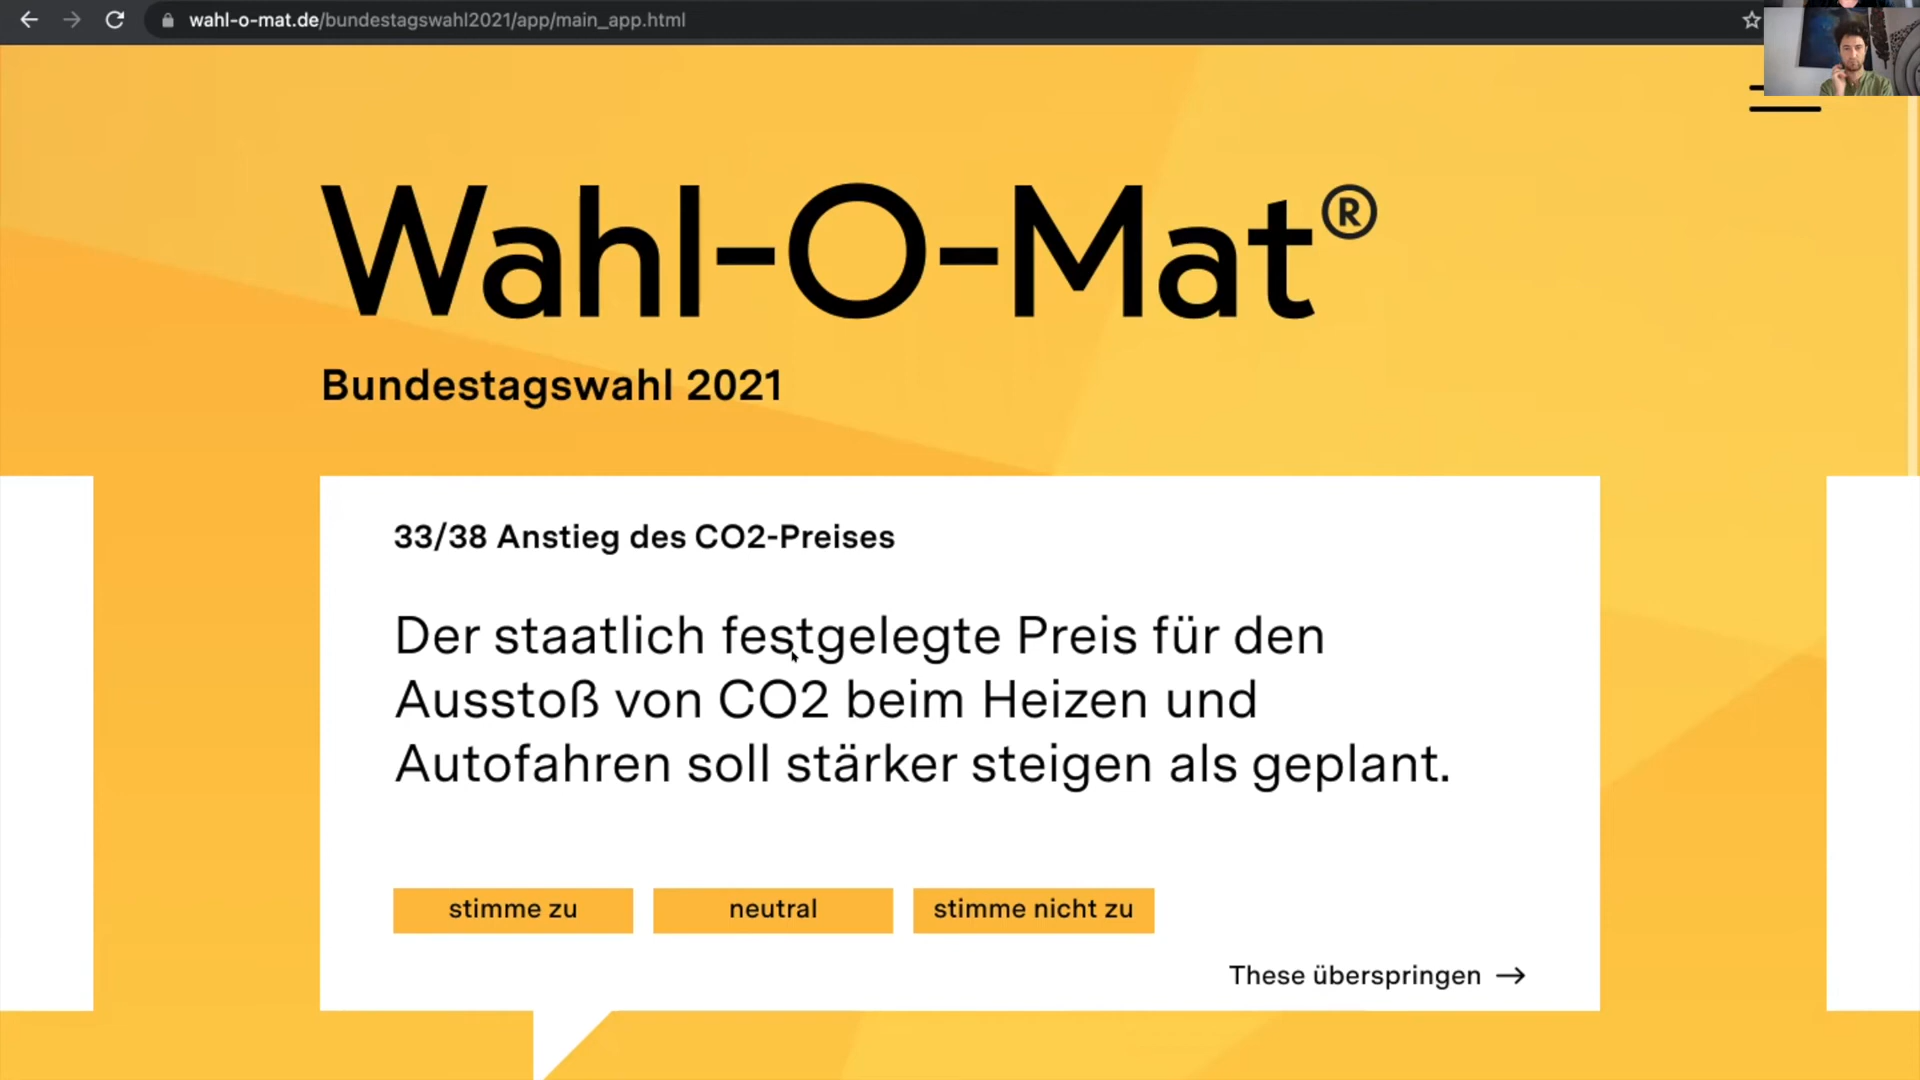 wahl-o-mat.de/bundestagswahl2021/app/main_app.html
Wahl-O-Mat®
Bundestagswahl 2021
33/38 Anstieg des CO2-Preises
Der staatlich festgelegte Preis für den
Ausstoß von CO2 beim Heizen und
Autofahren soll stärker steigen als geplant.
stimme zu
neutral
stimme nicht zu
These überspringen →